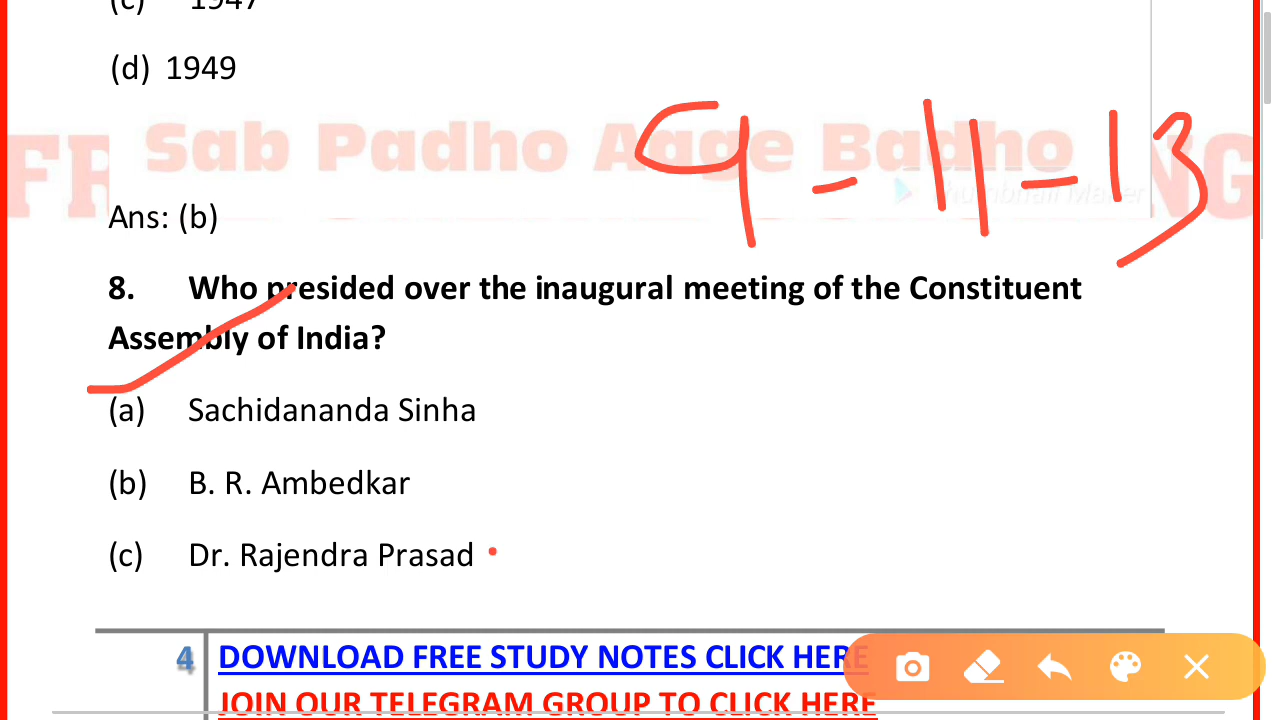 (c) 1947
(d) 1949
Sab Padho Aage Badho
9 - 11 - 13
Ans: (b)
8. Who presided over the inaugural meeting of the Constituent
Assembly of India?
(a) Sachidananda Sinha
(b) B. R. Ambedkar
(c) Dr. Rajendra Prasad
4 DOWNLOAD FREE STUDY NOTES CLICK HERE
JOIN OUR TELEGRAM GROUP TO CLICK HERE